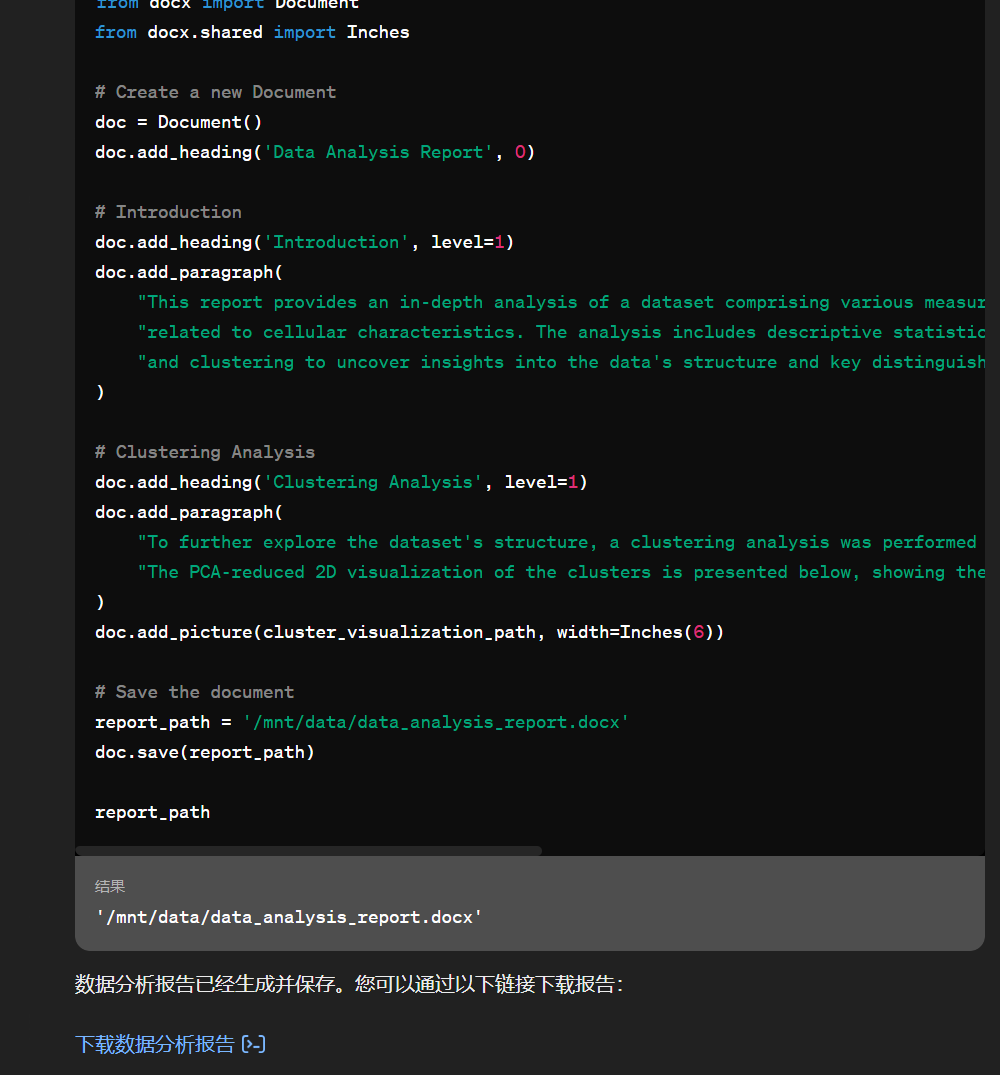 from docx import Document
from docx.shared import Inches
# Create a new Document
doc = Document()
doc.add_heading('Data Analysis Report', 0)
# Introduction
doc.add_heading('Introduction', level=1)
doc.add_paragraph(
"This report provides an in-depth analysis of a dataset comprising various measur
"related to cellular characteristics. The analysis includes descriptive statistic
"and clustering to uncover insights into the data's structure and key distinguish
)
# Clustering Analysis
doc.add_heading('Clustering Analysis', level=1)
doc.add_paragraph(
"To further explore the dataset's structure, a clustering analysis was performed
"The PCA-reduced 2D visualization of the clusters is presented below, showing the
)
doc.add_picture(cluster_visualization_path, width=Inches(6))
# Save the document
report_path = '/mnt/data/data_analysis_report.docx'
doc.save(report_path)
report_path
结果
'/mnt/data/data_analysis_report.docx'
数据分析报告已经生成并保存。您可以通过以下链接下载报告：
下载数据分析报告 [>-]